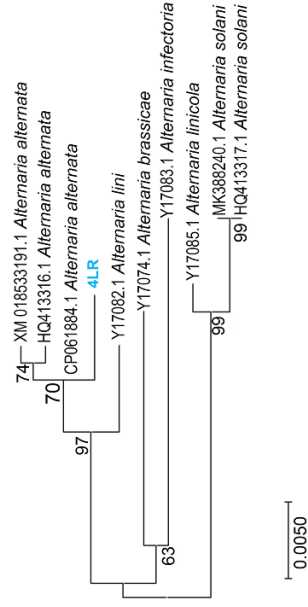 XM 018533191.1 Alternaria alternata
HQ413316.1 Alternaria alternata
CP061884.1 Alternaria alternata
4LR
Y17082.1 Alternaria lini
Y17074.1 Alternaria brassicae
Y17083.1 Alternaria infectoria
Y17085.1 Alternaria linicola
MK388240.1 Alternaria solani
HQ413317.1 Alternaria solani
74
70
97
63
99
99
0.0050